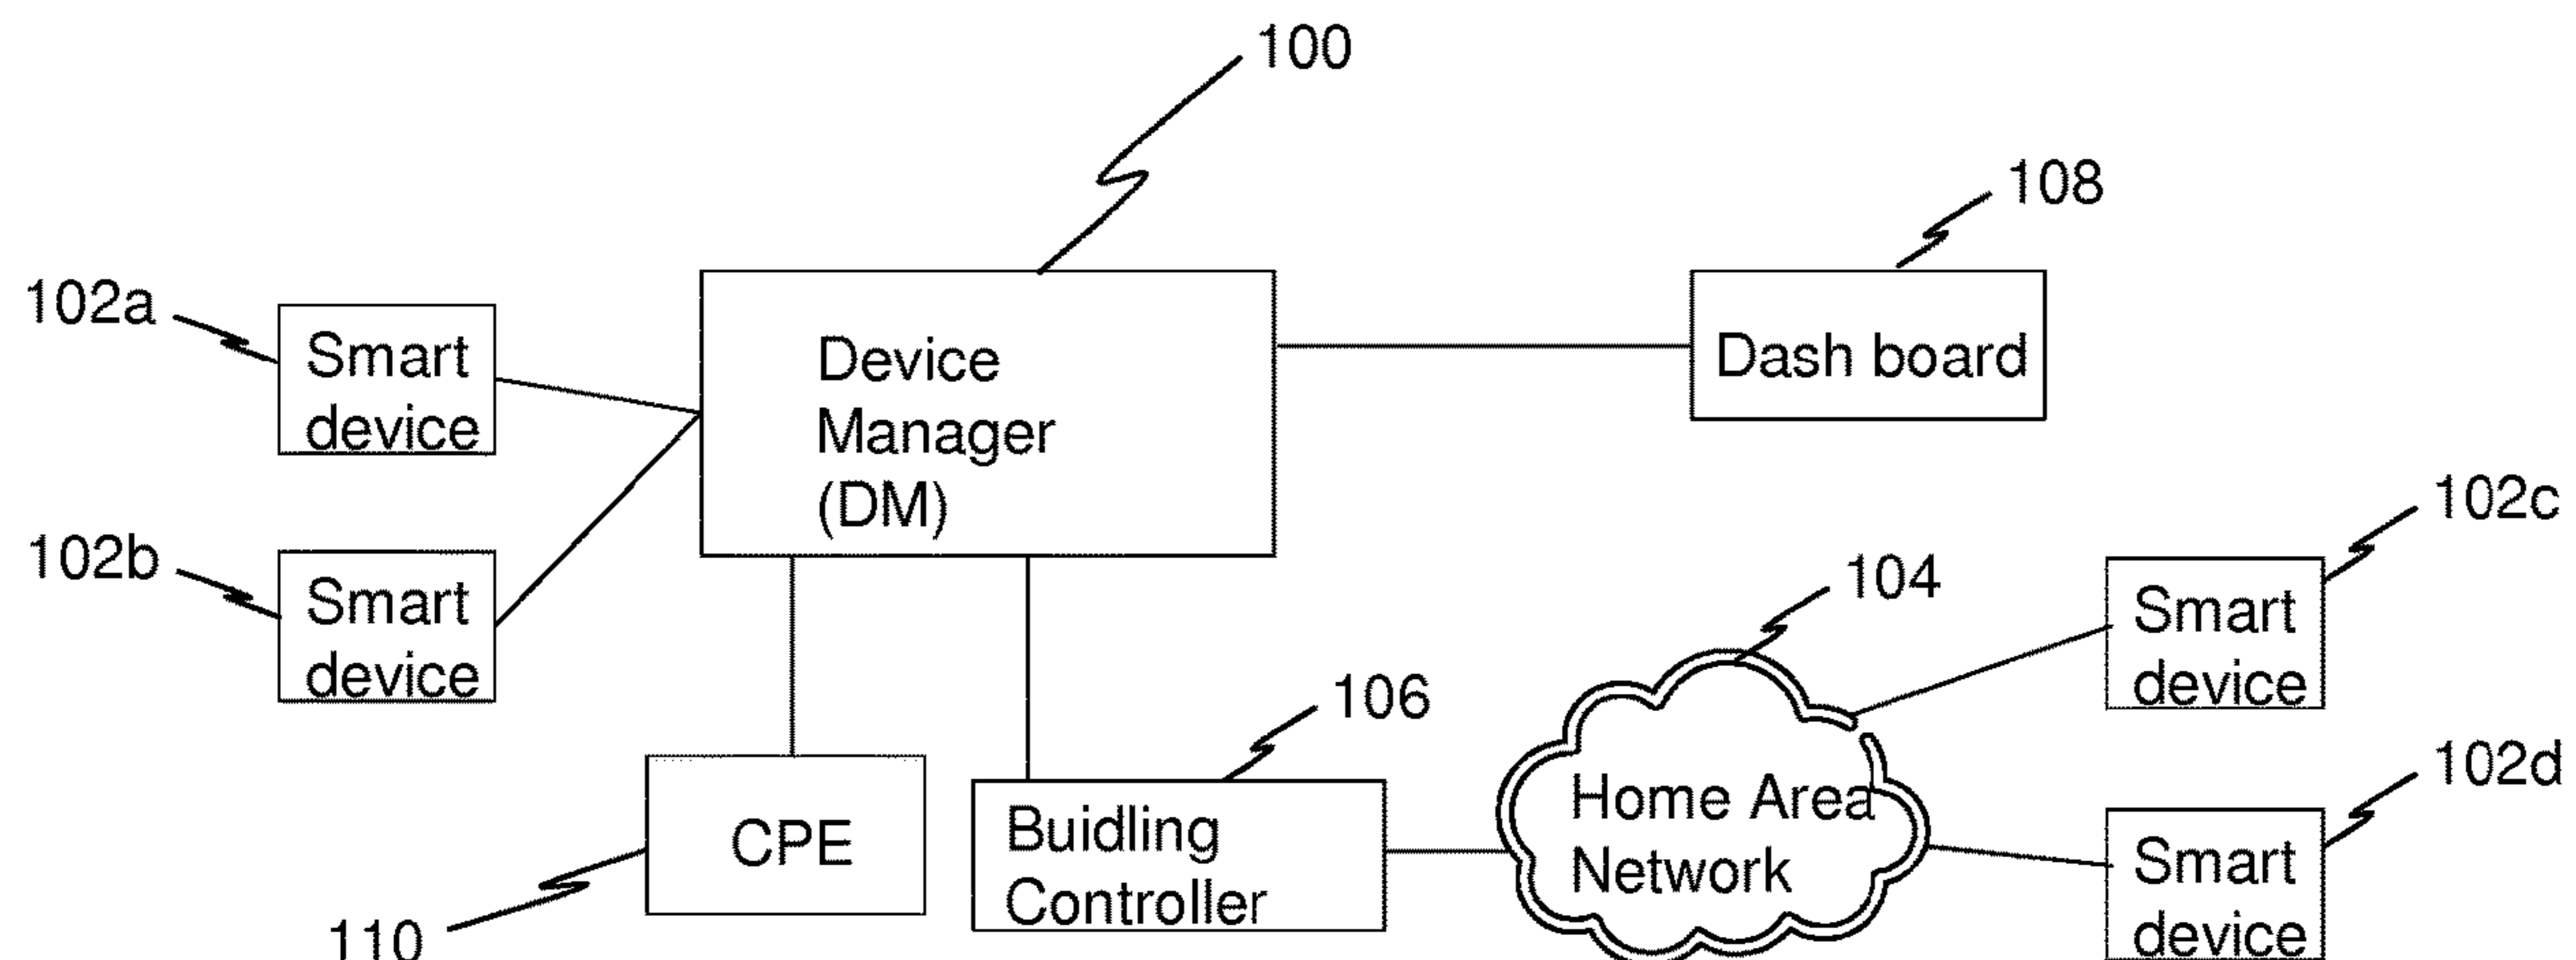 100
108
102a
Smart
device
Device
Manager
(DM)
Dash board
102b
Smart
device
102c
Smart
device
104
106
Home Area
Network
102d
Smart
device
CPE
110
Buidling
Controller